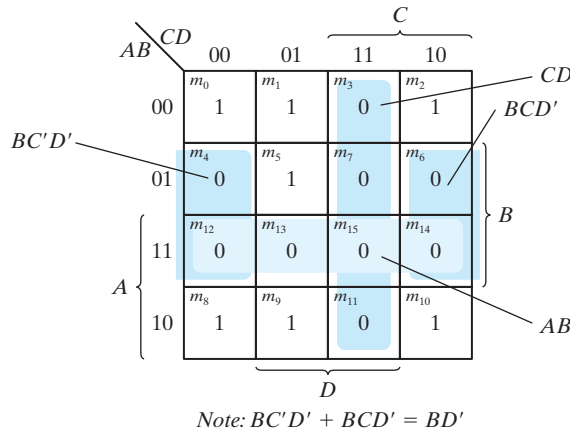 C
AB CD 00 01 11 10
m0 m1 m3 m2
00 1 1 0 1 CD
BCD'
BC'D'
m4 m5 m7 m6
01 0 1 0 0
B
m12 m13 m15 m14
11 0 0 0 0
A
m8 m9 m11 m10
10 1 1 0 1
AB
D
Note: BC'D' + BCD' = BD'